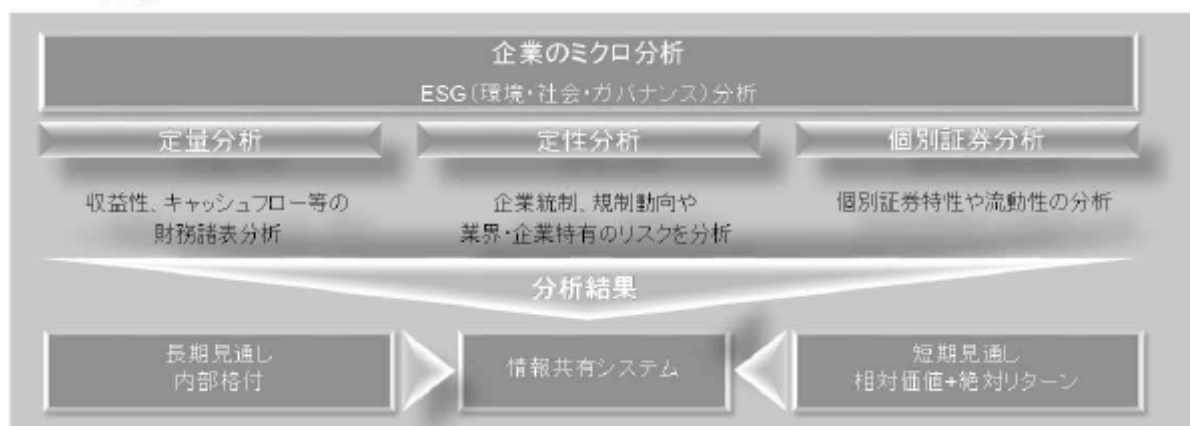 企業のミクロ分析
ESG(環境・社会・ガバナンス)分析
定量分析
定性分析
個別証券分析
収益性、キャッシュフロー等の
財務諸表分析
企業統制、規制動向や
業界・企業特有のリスクを分析
個別証券特性や流動性の分析
分析結果
長期見通し
内部格付
情報共有システム
短期見通し
相対価値+絶対リターン